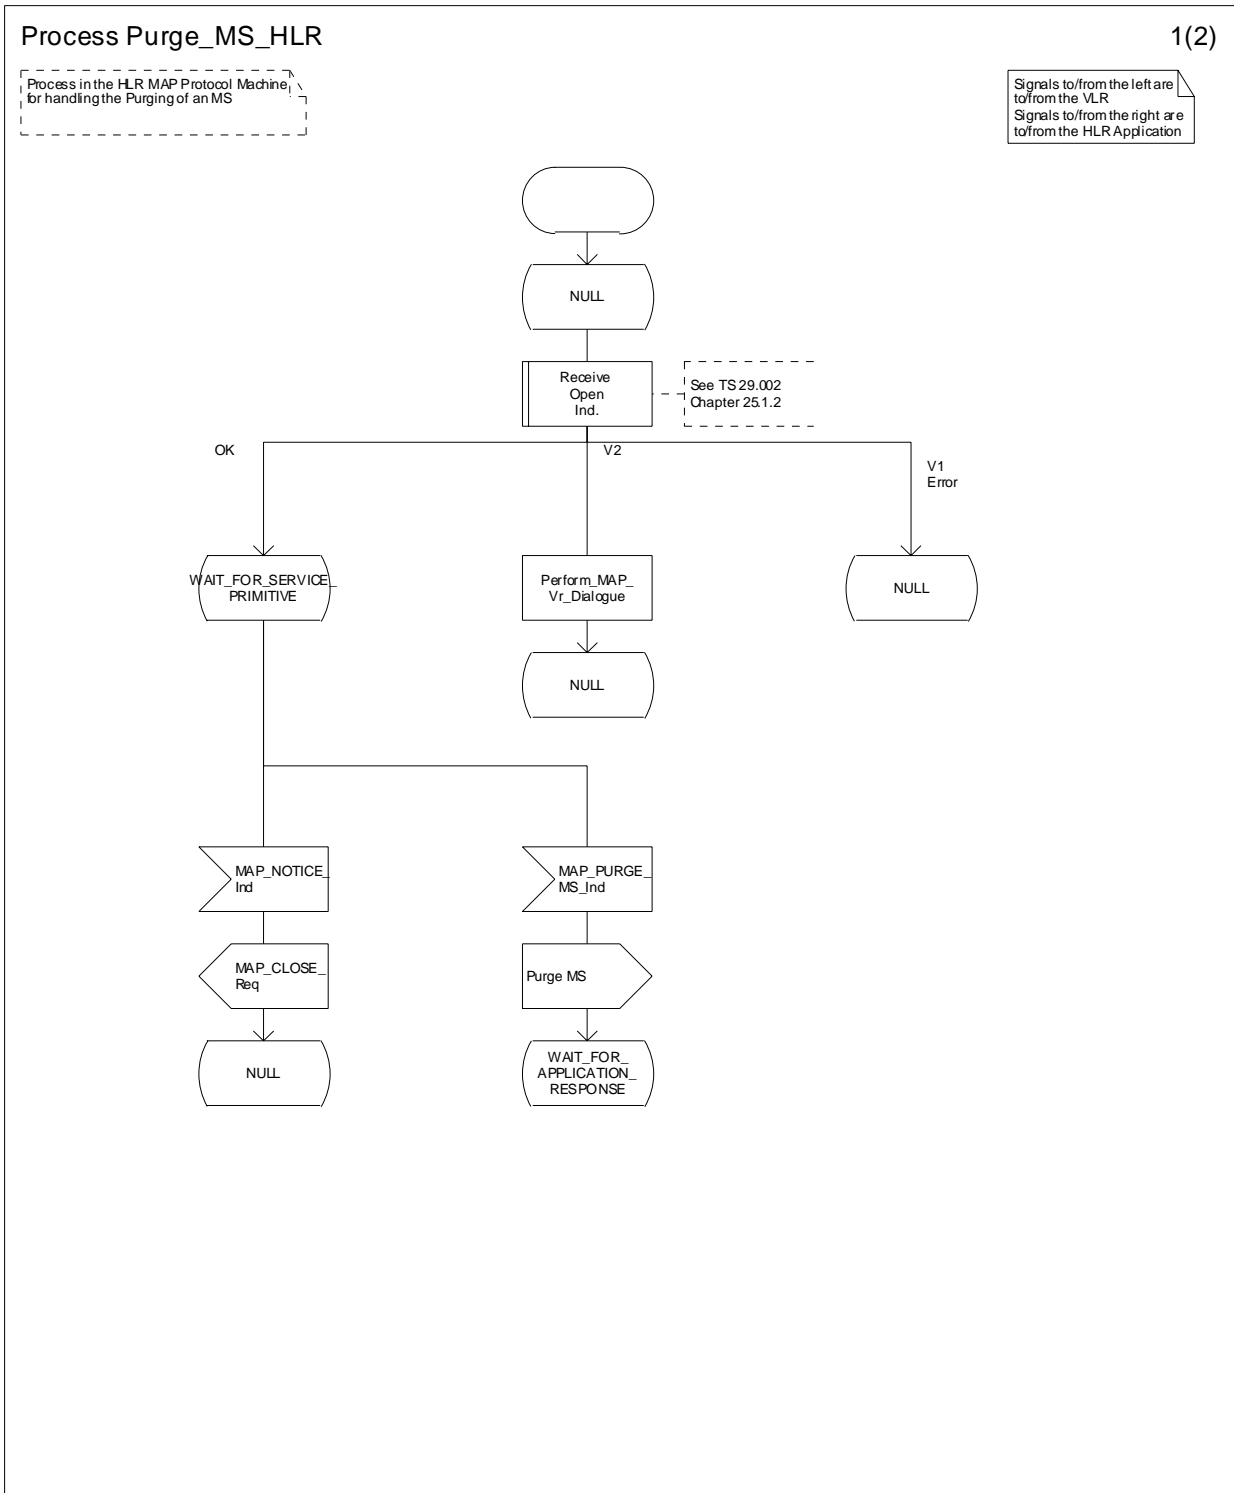 Process Purge_MS_HLR
1(2)
Process in the HLR MAP Protocol Machine
for handling the Purging of an MS
Signals to/from the left are
to/from the VLR
Signals to/from the right are
to/from the HLR Application
NULL
Receive
Open
Ind.
See TS 29.002
Chapter 25.1.2
OK
V2
V1
Error
WAIT_FOR_SERVICE_
PRIMITIVE
Perform_MAP_
Vr_Dialogue
NULL
NULL
MAP_NOTICE_
Ind
MAP_PURGE_
MS_Ind
MAP_CLOSE_
Req
Purge MS
NULL
WAIT_FOR_
APPLICATION_
RESPONSE